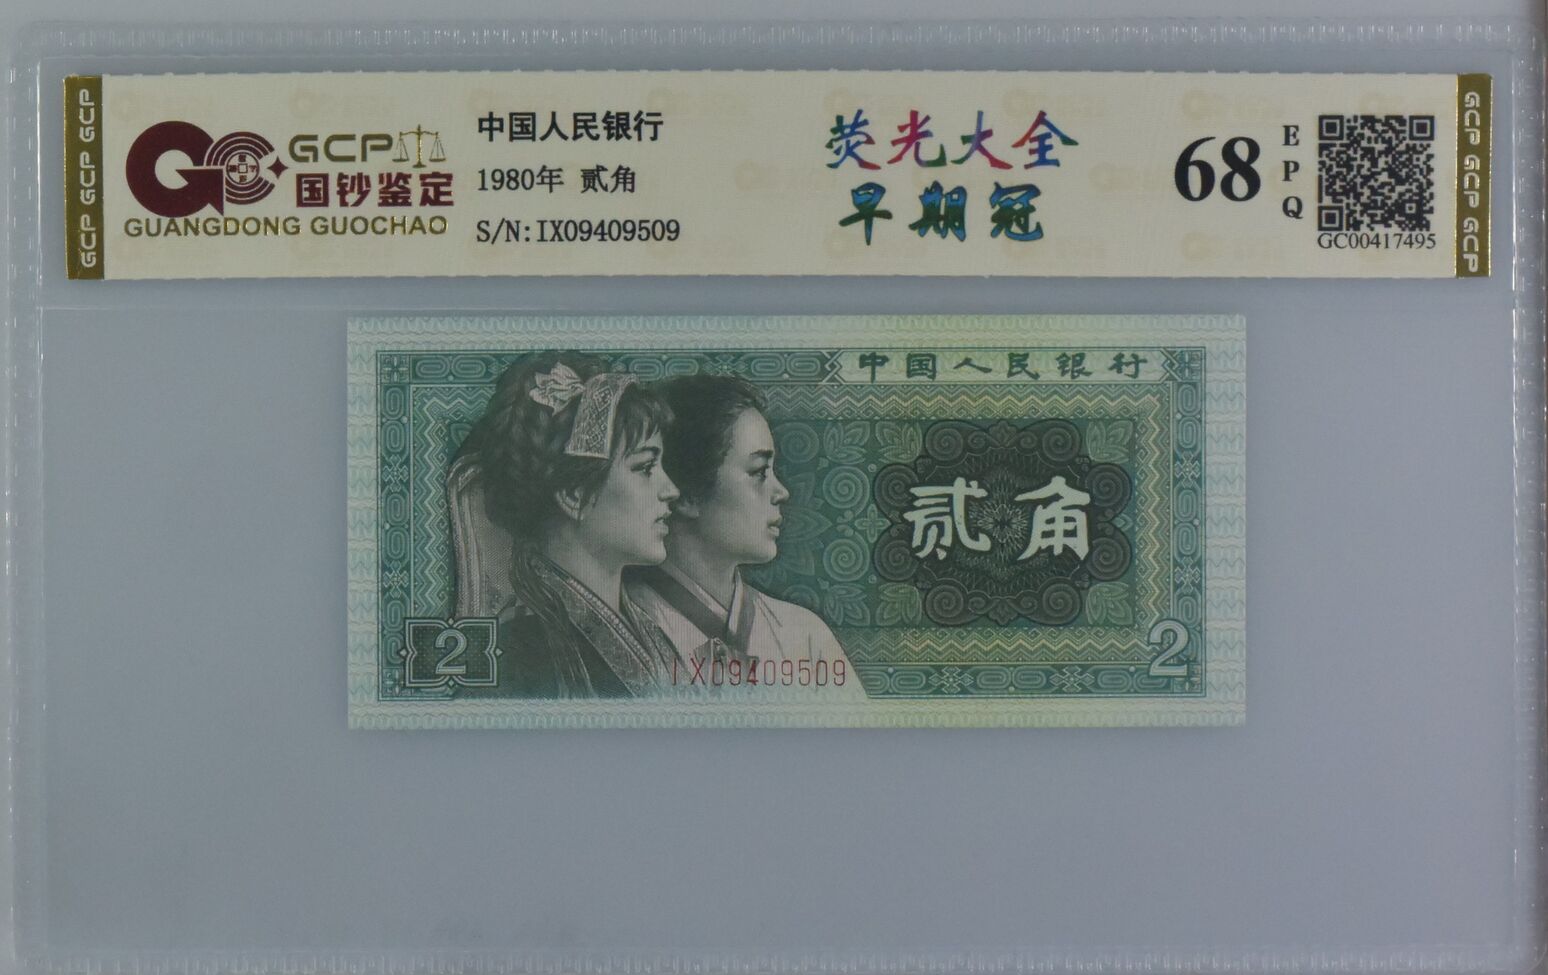 GCP GCP GCP
GCP
国钞鉴定
GUANGDONG GUOCHAO
中国人民银行
1980年 贰角
S/N:IX09409509
荧光大全
早期冠
68
EPQ
GC00417495
GCP GCP GCP
中国人民银行
贰角
2
2
IX09409509